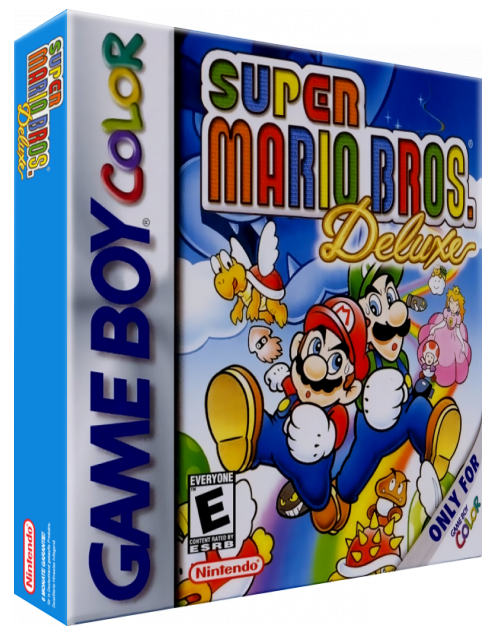 SUPER
MARIO BROS.
Deluxe
GAME BOY COLOR
SUPER
MARIO BROS.
Deluxe
M
L
EVERYONE
E
CONTENT RATED BY
ESRB
Nintendo
ONLY FOR
GAME BOY
COLOR
Nintendo